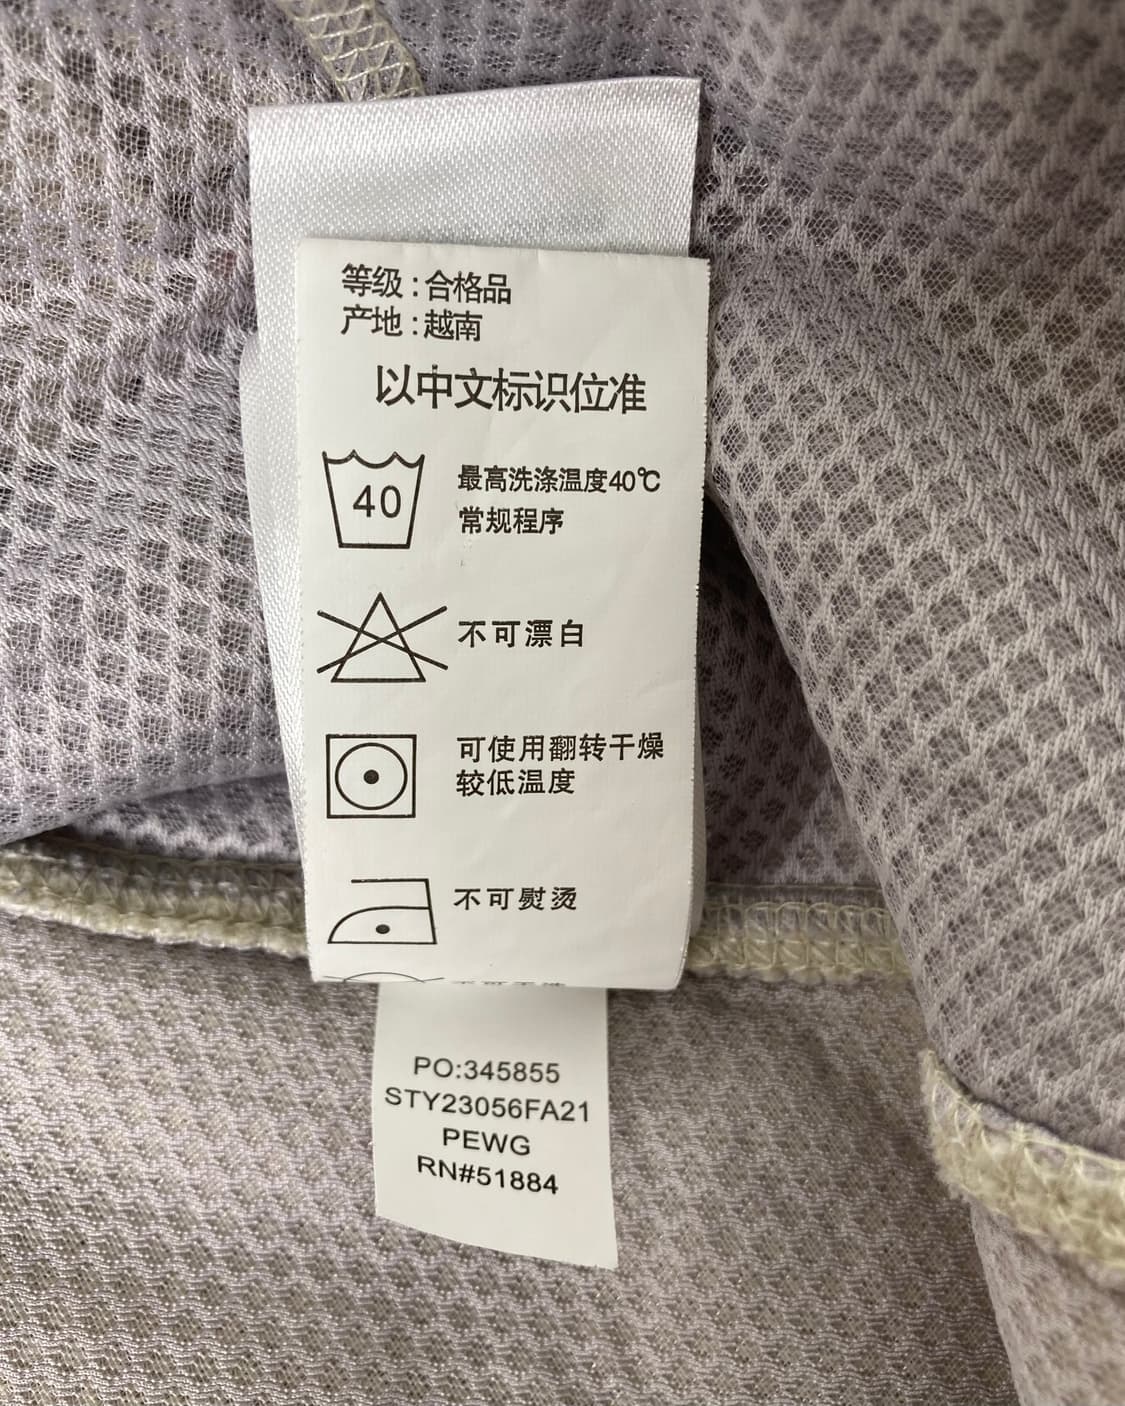 等级:合格品
产地:越南
以中文标识位准
40
最高洗涤温度40℃
常规程序
不可漂白
可使用翻转干燥
较低温度
不可熨烫
PO:345855
STY23056FA21
PEWG
RN#51884